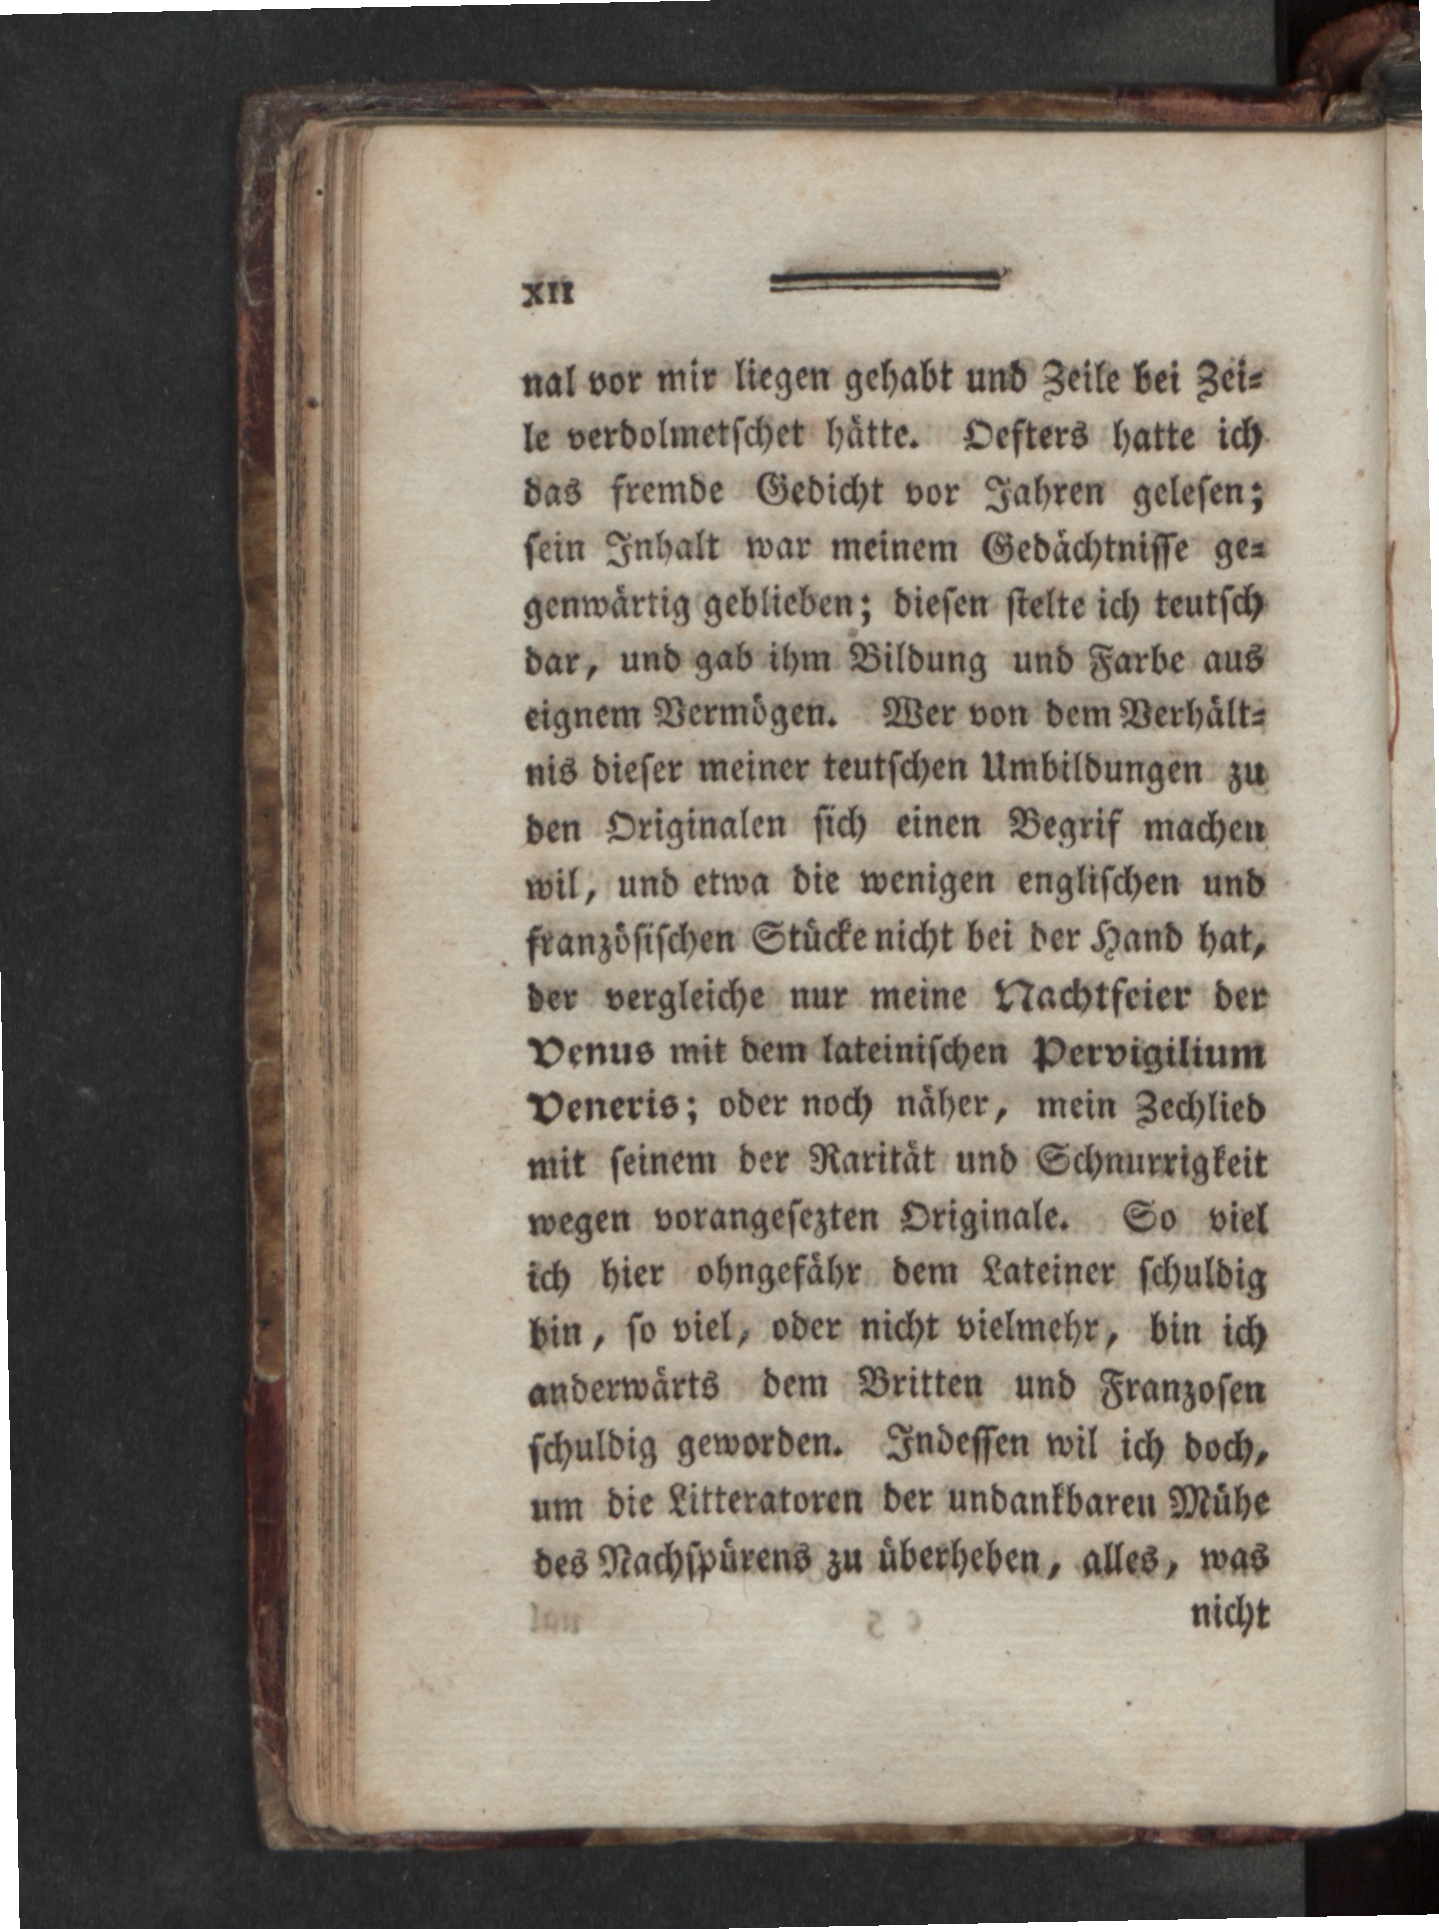 XII
nal vor mir liegen gehabt und Zeile bei Zei=
le verdolmetschet hätte. Oefters hatte ich
das fremde Gedicht vor Jahren gelesen;
sein Inhalt war meinem Gedächtnisse ge=
genwärtig geblieben; diesen stelte ich teutsch
dar, und gab ihm Bildung und Farbe aus
eignem Vermögen. Wer von dem Verhält=
nis dieser meiner teutschen Umbildungen zu
den Originalen sich einen Begrif machen
wil, und etwa die wenigen englischen und
französischen Stücke nicht bei der Hand hat,
der vergleiche nur meine Nachtfeier der
Venus mit dem lateinischen Pervigilium
Veneris; oder noch näher, mein Zechlied
mit seinem der Rarität und Schnurrigkeit
wegen vorangesezten Originale. So viel
ich hier ohngefähr dem Lateiner schuldig
bin, so viel, oder nicht vielmehr, bin ich
anderwärts dem Britten und Franzosen
schuldig geworden. Indessen wil ich doch,
um die Litteratoren der undankbaren Mühe
des Nachspürens zu überheben, alles, was
nicht